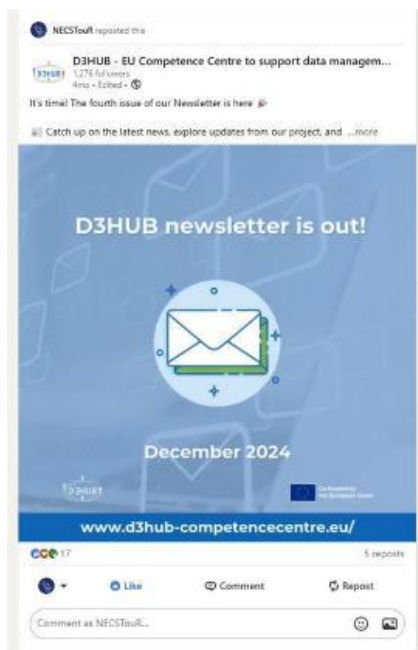 NECSTouR reposted this
D3HUB - EU Competence Centre to support data managem...
1,276 followers
4mo • Edited •
It's time! The fourth issue of our Newsletter is here 🎉
📰 Catch up on the latest news, explore updates from our project, and ...more
D3HUB newsletter is out!
December 2024
D3HUB
Co-funded by
the European Union
www.d3hub-competencecentre.eu/
17
5 reposts
Like
Comment
Repost
Comment as NECSTouR...